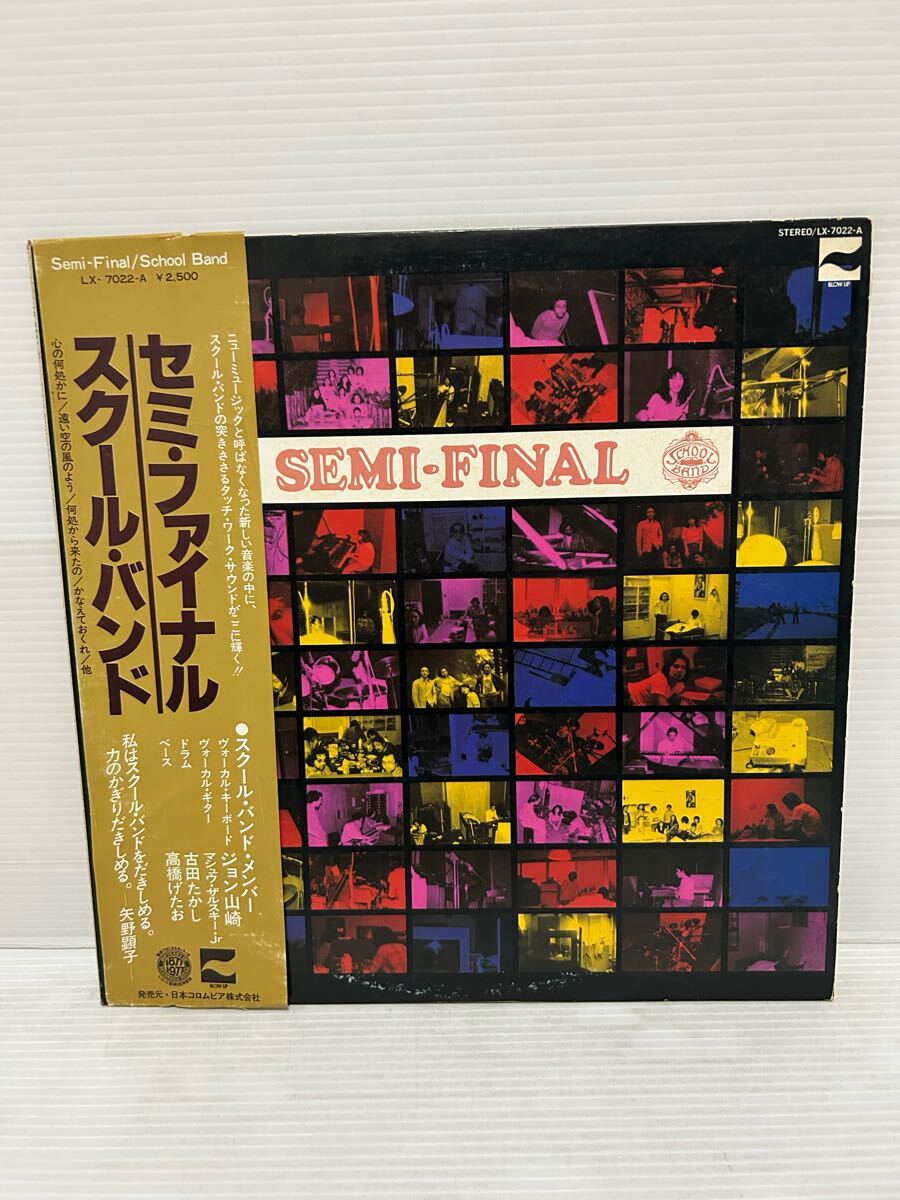 Semi-Final/School Band
LX-7022-A ¥2,500
セミ・ファイナル
スクール・バンド
心の何処かに/遠い空の風のよう/何処から来たの/かなえておくれ/他
ニューミュージックと呼ばなくなった新しい音楽の中に、
スクール・バンドの突きささるタッチ・ワーク・サウンドがここに輝く!!
●スクール・バンド・メンバー
ヴォーカル・キーボード ジョン山崎
ヴォーカル・ギター マシウ・ザルスキー・jr
ドラム 古田たかし
ベース 高橋げたお
私はスクール・バンドをだきしめる。
力のかぎりだきしめる。—矢野顕子—
1877
1977
BLOW UP
発売元・日本コロムビア株式会社
STEREO/LX-7022-A
BLOW UP
SEMI-FINAL
SCHOOL
BAND